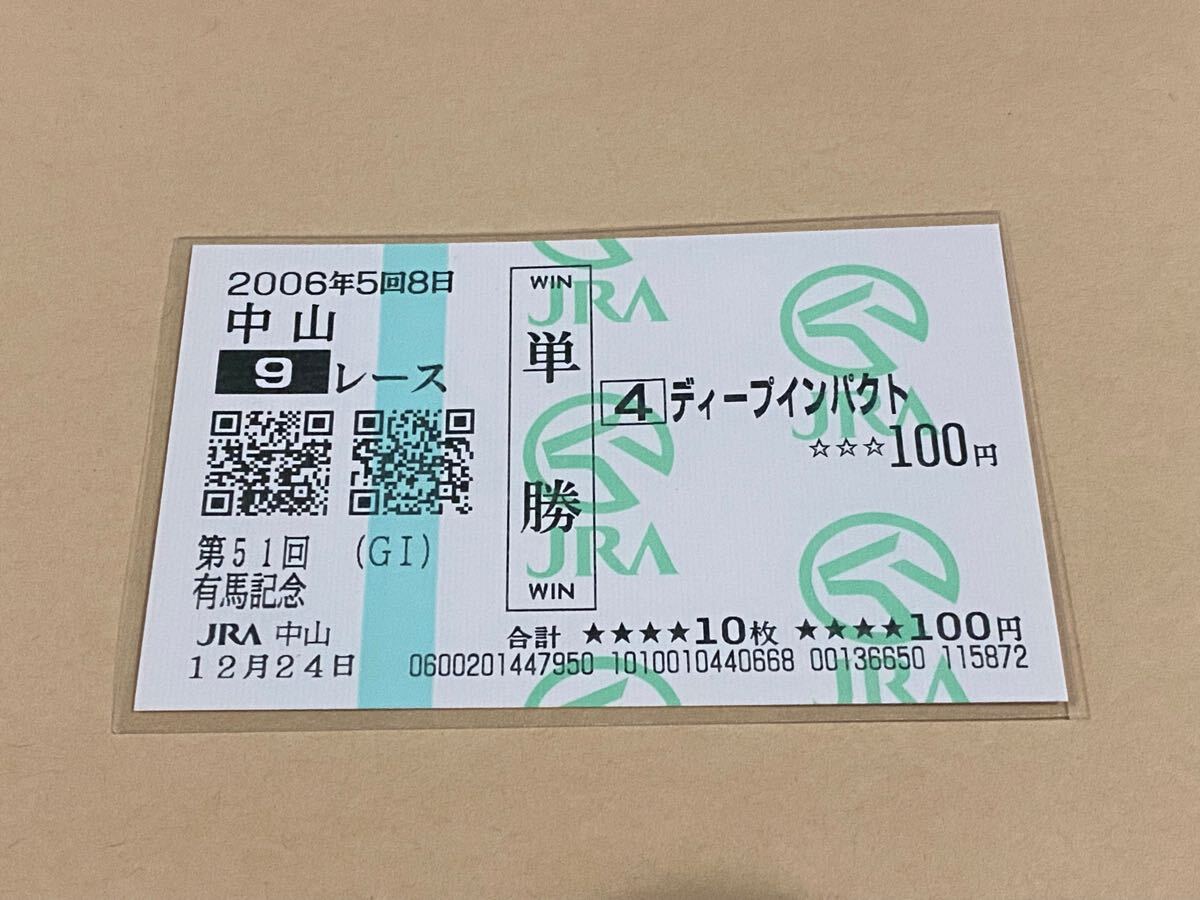 2006年5回8日
中山
9 レース
第51回 (GI)
有馬記念
JRA 中山
12月24日
WIN
単勝
WIN
4 ディープインパクト
☆☆☆100円
合計 ★★★★10枚 ★★★★100円
0600201447950 1010010440668 00136650 115872
JRA
JRA
JRA
JRA